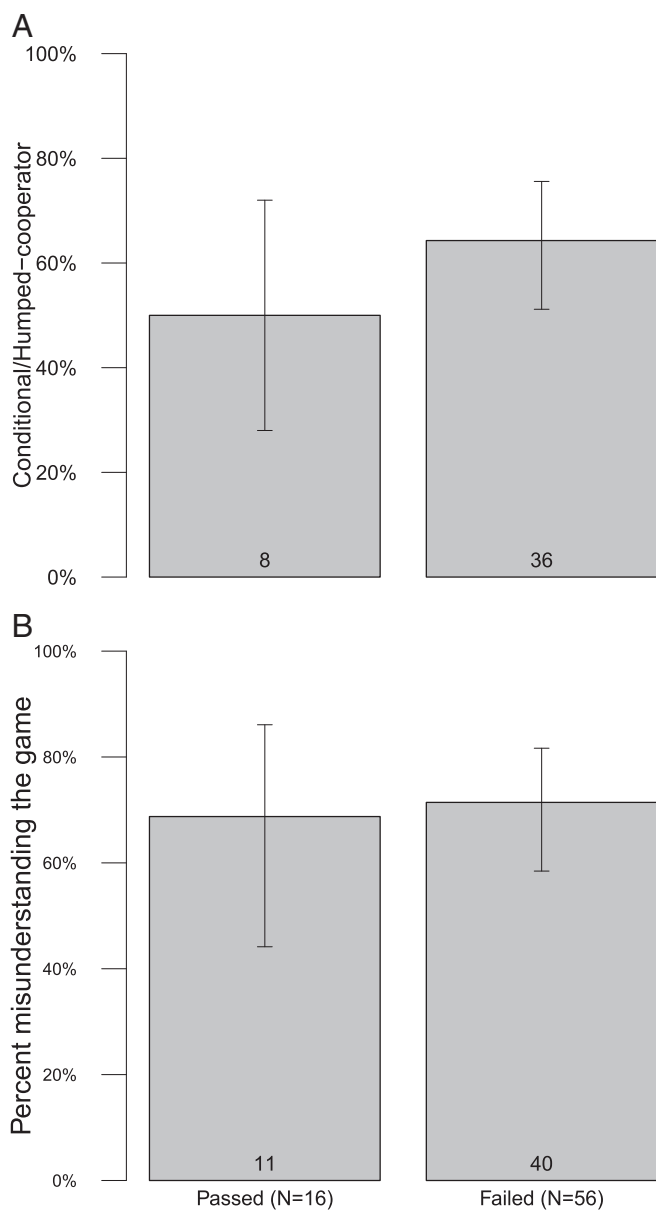 A
100%
80%
60%
40%
20%
0%
Conditional/Humped−cooperator
8
36
B
100%
80%
60%
40%
20%
0%
Percent misunderstanding the game
11
40
Passed (N=16)
Failed (N=56)